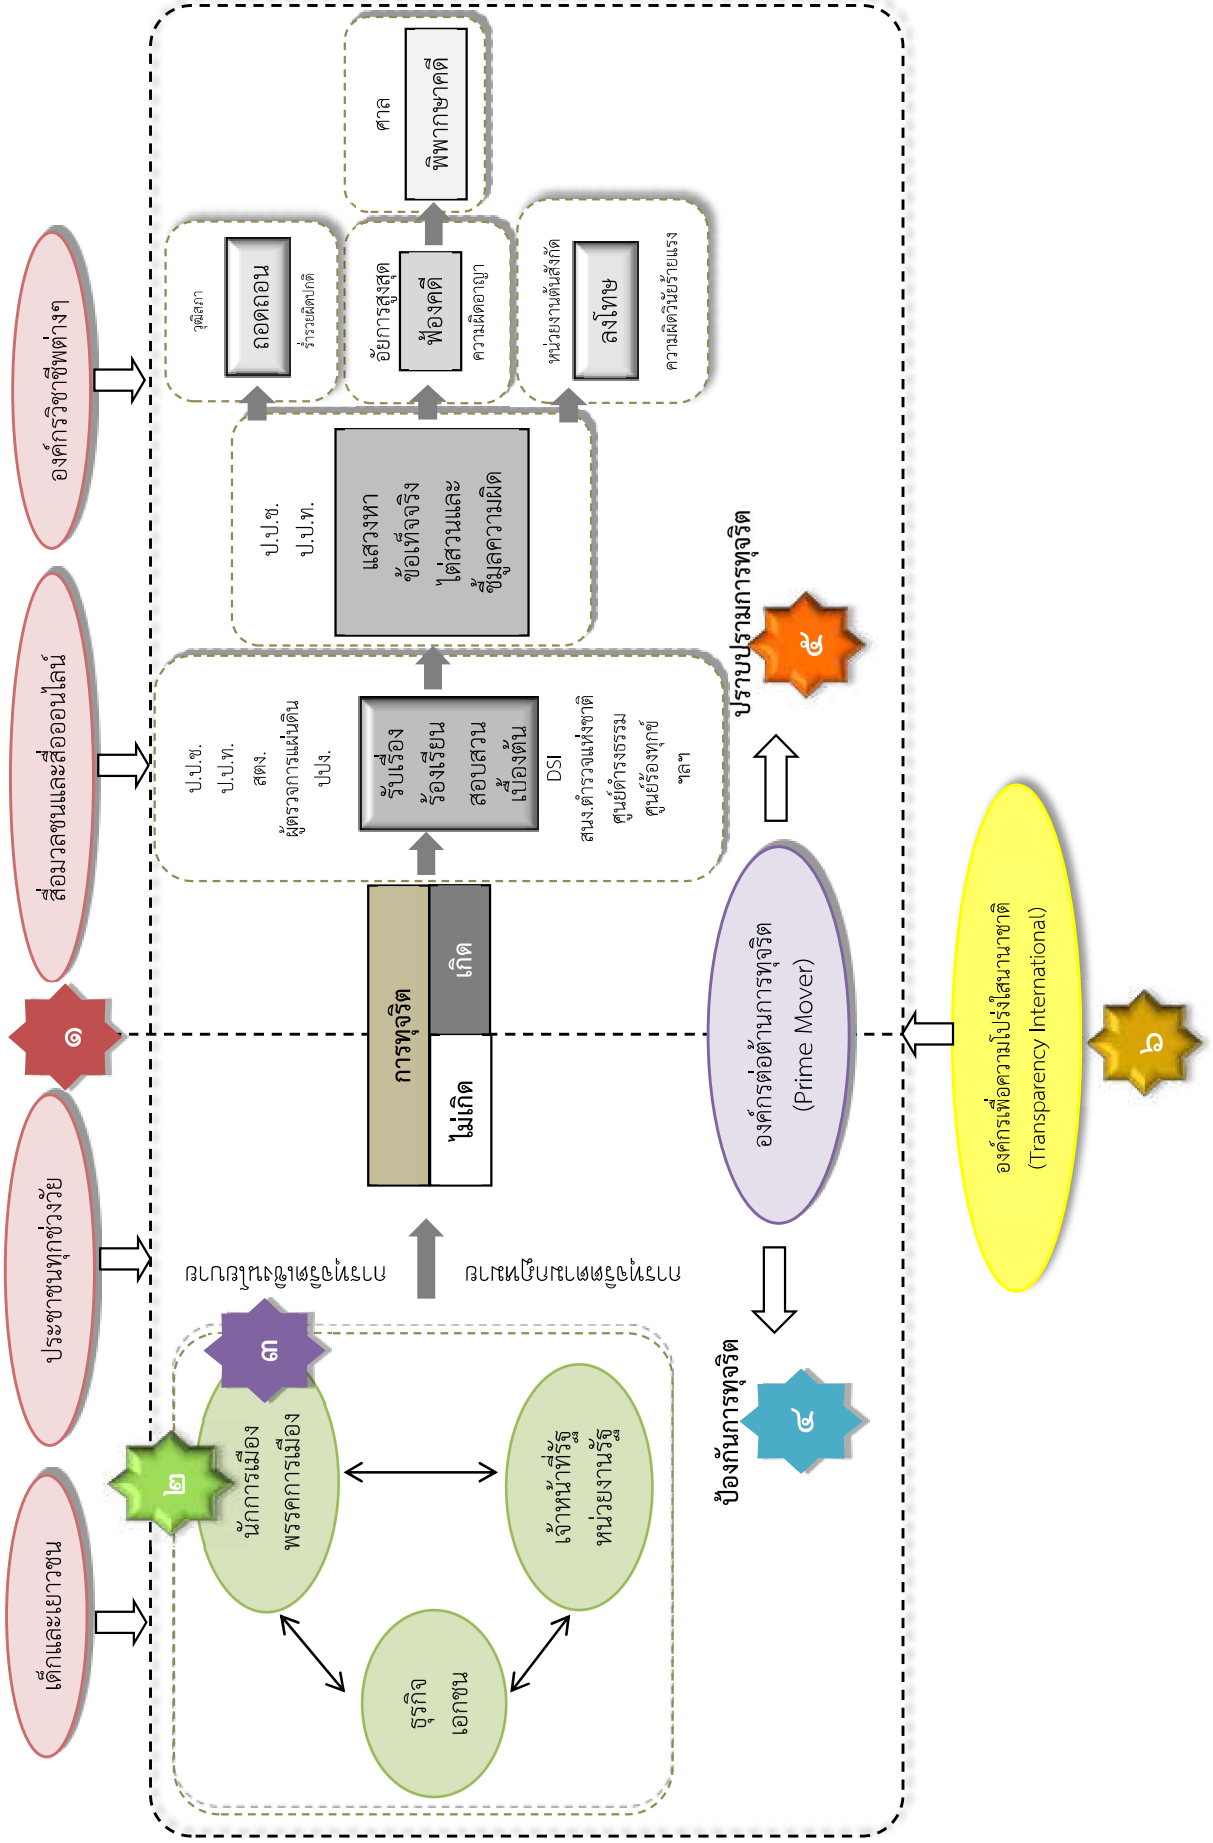 เด็กและเยาวชน
ประชาชนทุกช่วงวัย
๑
สื่อมวลชนและสื่อออนไลน์
องค์กรวิชาชีพต่างๆ
๒
นักการเมือง
พรรคการเมือง
๓
ธุรกิจ
เอกชน
เจ้าหน้าที่รัฐ
หน่วยงานรัฐ
การทุจริตเชิงนโยบาย
การทุจริตตามกฎหมาย
การทุจริต
ไม่เกิด
เกิด
ป.ป.ช.
ป.ป.ท.
สตง.
ผู้ตรวจการแผ่นดิน
ปปง.
รับเรื่อง
ร้องเรียน
สอบสวน
เบื้องต้น
DSI
สนง.ตำรวจแห่งชาติ
ศูนย์ดำรงธรรม
ศูนย์ร้องทุกข์
ฯลฯ
ป.ป.ช.
ป.ป.ท.
แสวงหา
ข้อเท็จจริง
ไต่สวนและ
ชี้มูลความผิด
วุฒิสภา
ถอดถอน
ร่ำรวยผิดปกติ
อัยการสูงสุด
ฟ้องคดี
ความผิดอาญา
หน่วยงานต้นสังกัด
ลงโทษ
ความผิดวินัยร้ายแรง
ศาล
พิพากษาคดี
ป้องกันการทุจริต
๔
องค์กรต่อต้านการทุจริต
(Prime Mover)
ปราบปรามการทุจริต
๕
องค์กรเพื่อความโปร่งใสนานาชาติ
(Transparency International)
๖